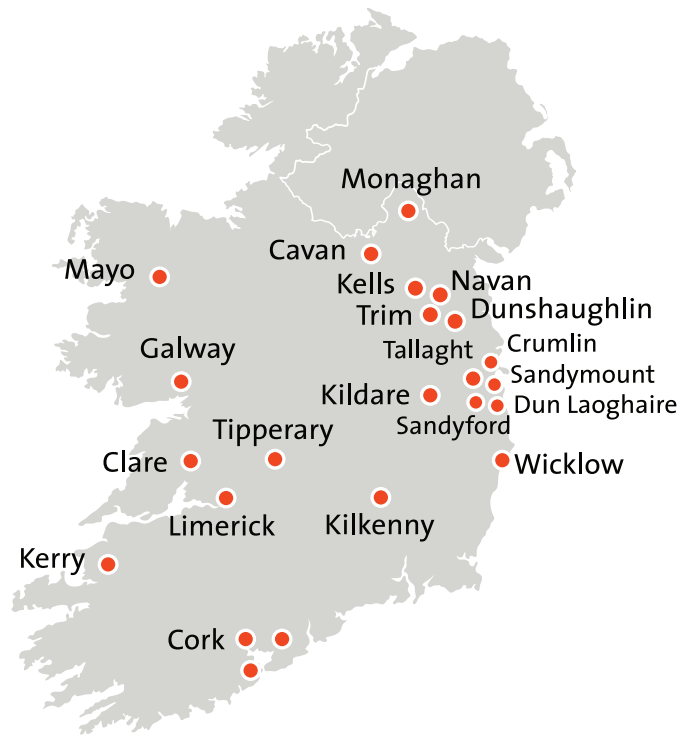 Monaghan
Cavan
Mayo
Kells
Navan
Trim
Dunshaughlin
Galway
Tallaght
Crumlin
Sandymount
Kildare
Dun Laoghaire
Sandyford
Tipperary
Clare
Wicklow
Limerick
Kilkenny
Kerry
Cork